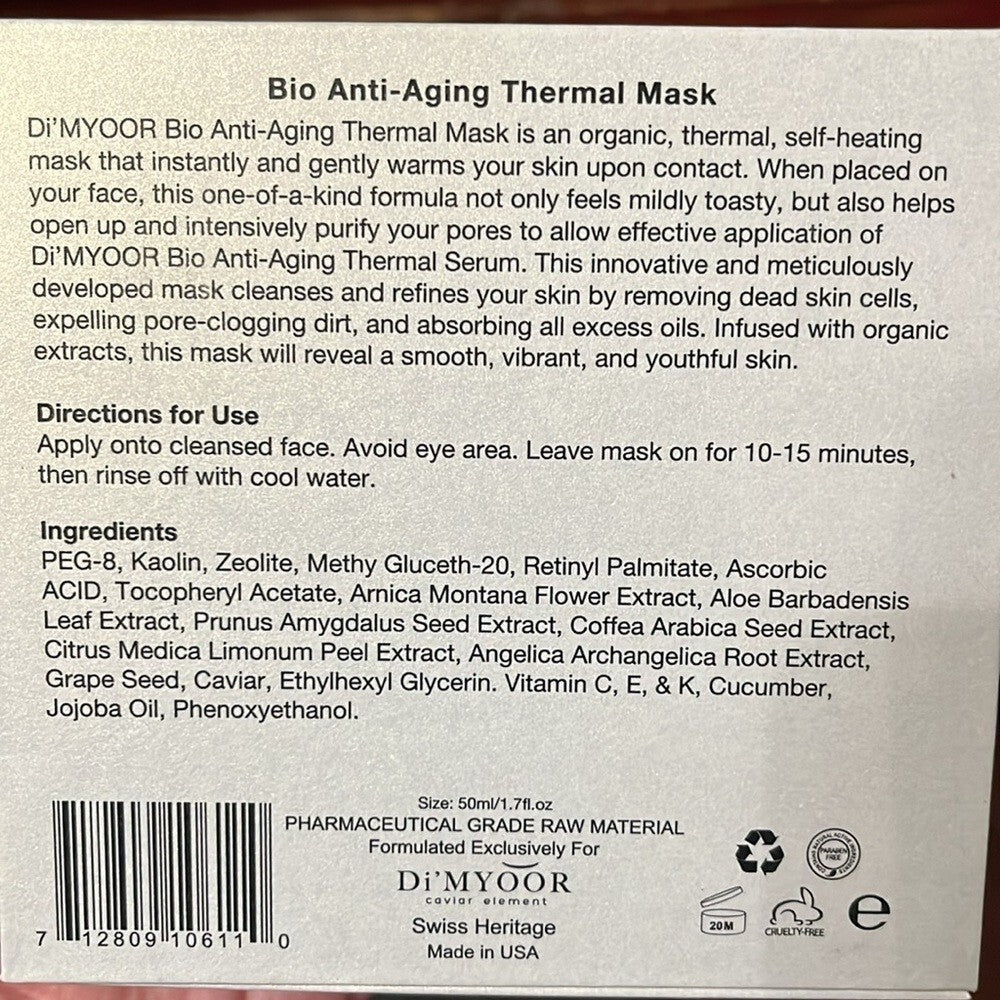 Bio Anti-Aging Thermal Mask
Di'MYOOR Bio Anti-Aging Thermal Mask is an organic, thermal, self-heating
mask that instantly and gently warms your skin upon contact. When placed on
your face, this one-of-a-kind formula not only feels mildly toasty, but also helps
open up and intensively purify your pores to allow effective application of
Di'MYOOR Bio Anti-Aging Thermal Serum. This innovative and meticulously
developed mask cleanses and refines your skin by removing dead skin cells,
expelling pore-clogging dirt, and absorbing all excess oils. Infused with organic
extracts, this mask will reveal a smooth, vibrant, and youthful skin.
Directions for Use
Apply onto cleansed face. Avoid eye area. Leave mask on for 10-15 minutes,
then rinse off with cool water.
Ingredients
PEG-8, Kaolin, Zeolite, Methy Gluceth-20, Retinyl Palmitate, Ascorbic
ACID, Tocopheryl Acetate, Arnica Montana Flower Extract, Aloe Barbadensis
Leaf Extract, Prunus Amygdalus Seed Extract, Coffea Arabica Seed Extract,
Citrus Medica Limonum Peel Extract, Angelica Archangelica Root Extract,
Grape Seed, Caviar, Ethylhexyl Glycerin. Vitamin C, E, & K, Cucumber,
Jojoba Oil, Phenoxyethanol.
Size: 50ml/1.7fl.oz
PHARMACEUTICAL GRADE RAW MATERIAL
Formulated Exclusively For
Di'MYOOR
caviar element
Swiss Heritage
Made in USA
7 12809 10611 0
CONTAINS NATURAL ACTIVE INGREDIENTS
PARABEN
FREE
20M
CRUELTY-FREE
e